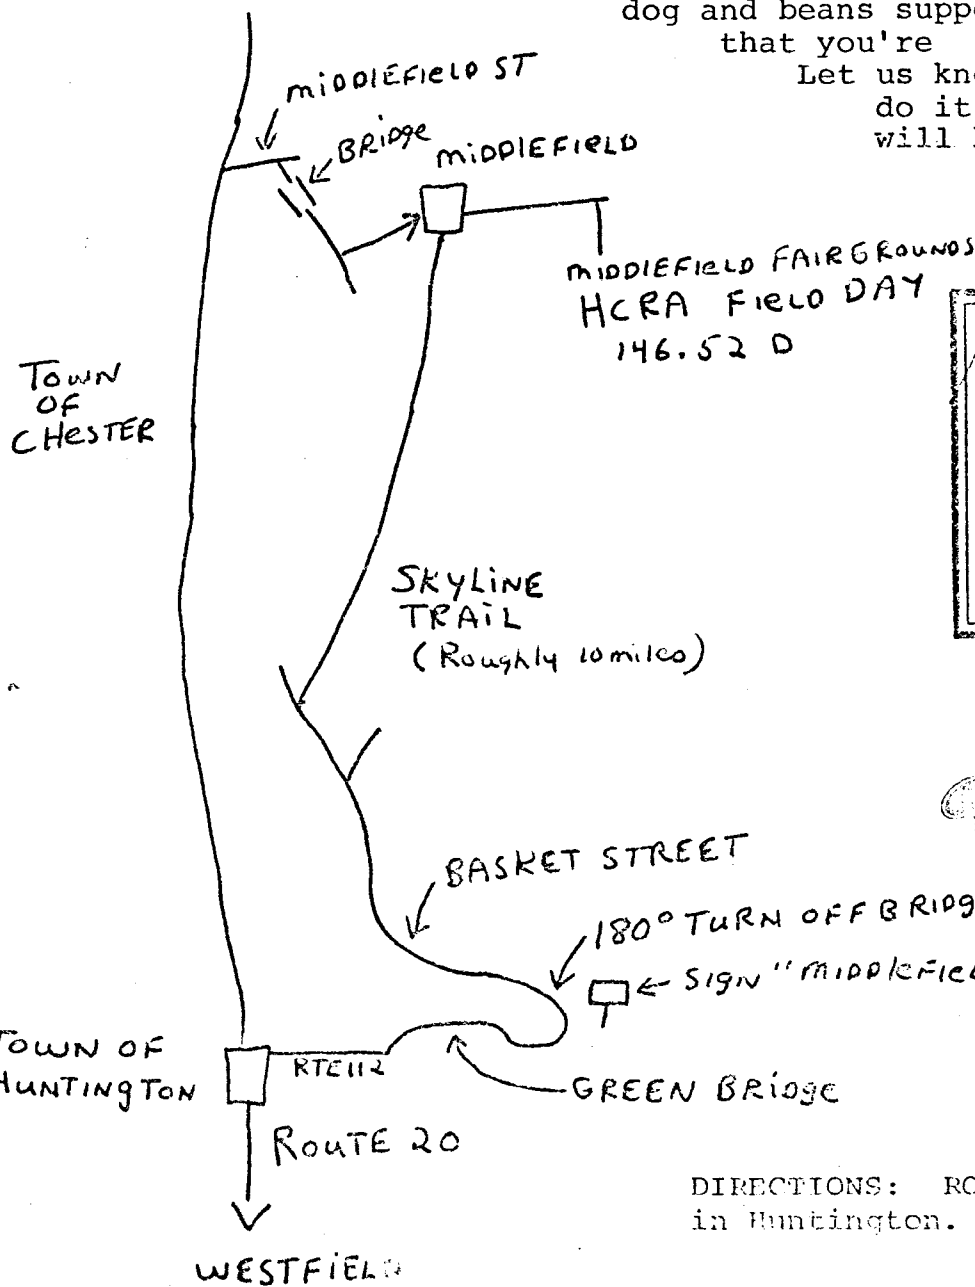 dog and beans suppe
that you're
Let us kn
do it
will
MIDDLEFIELD ST
BRIDGE
MIDDLEFIELD
MIDDLEFIELD FAIRGROUNDS
HCRA FIELD DAY
146.52 D
TOWN
OF
CHESTER
SKYLINE
TRAIL
(Roughly 10 miles)
BASKET STREET
180° TURN OFF BRIDG
SIGN "MIDDLEFIEL
TOWN OF
HUNTINGTON
RTE 112
GREEN BRIDGE
ROUTE 20
DIRECTIONS: RO
in Huntington.
WESTFIELD